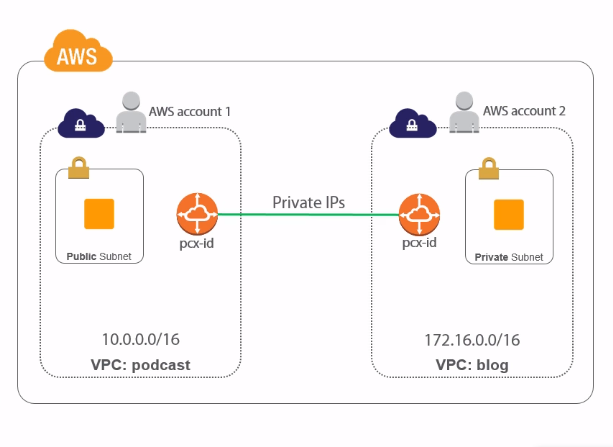 AWS
AWS account 1
AWS account 2
Private IPs
pcx-id
pcx-id
Public Subnet
Private Subnet
10.0.0.0/16
172.16.0.0/16
VPC: podcast
VPC: blog